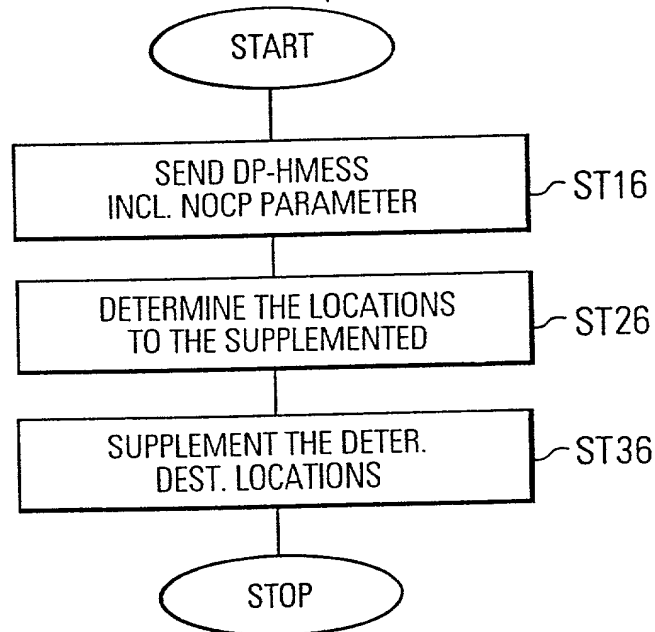 START
SEND DP-HMESS
INCL. NOCP PARAMETER
ST16
DETERMINE THE LOCATIONS
TO THE SUPPLEMENTED
ST26
SUPPLEMENT THE DETER.
DEST. LOCATIONS
ST36
STOP